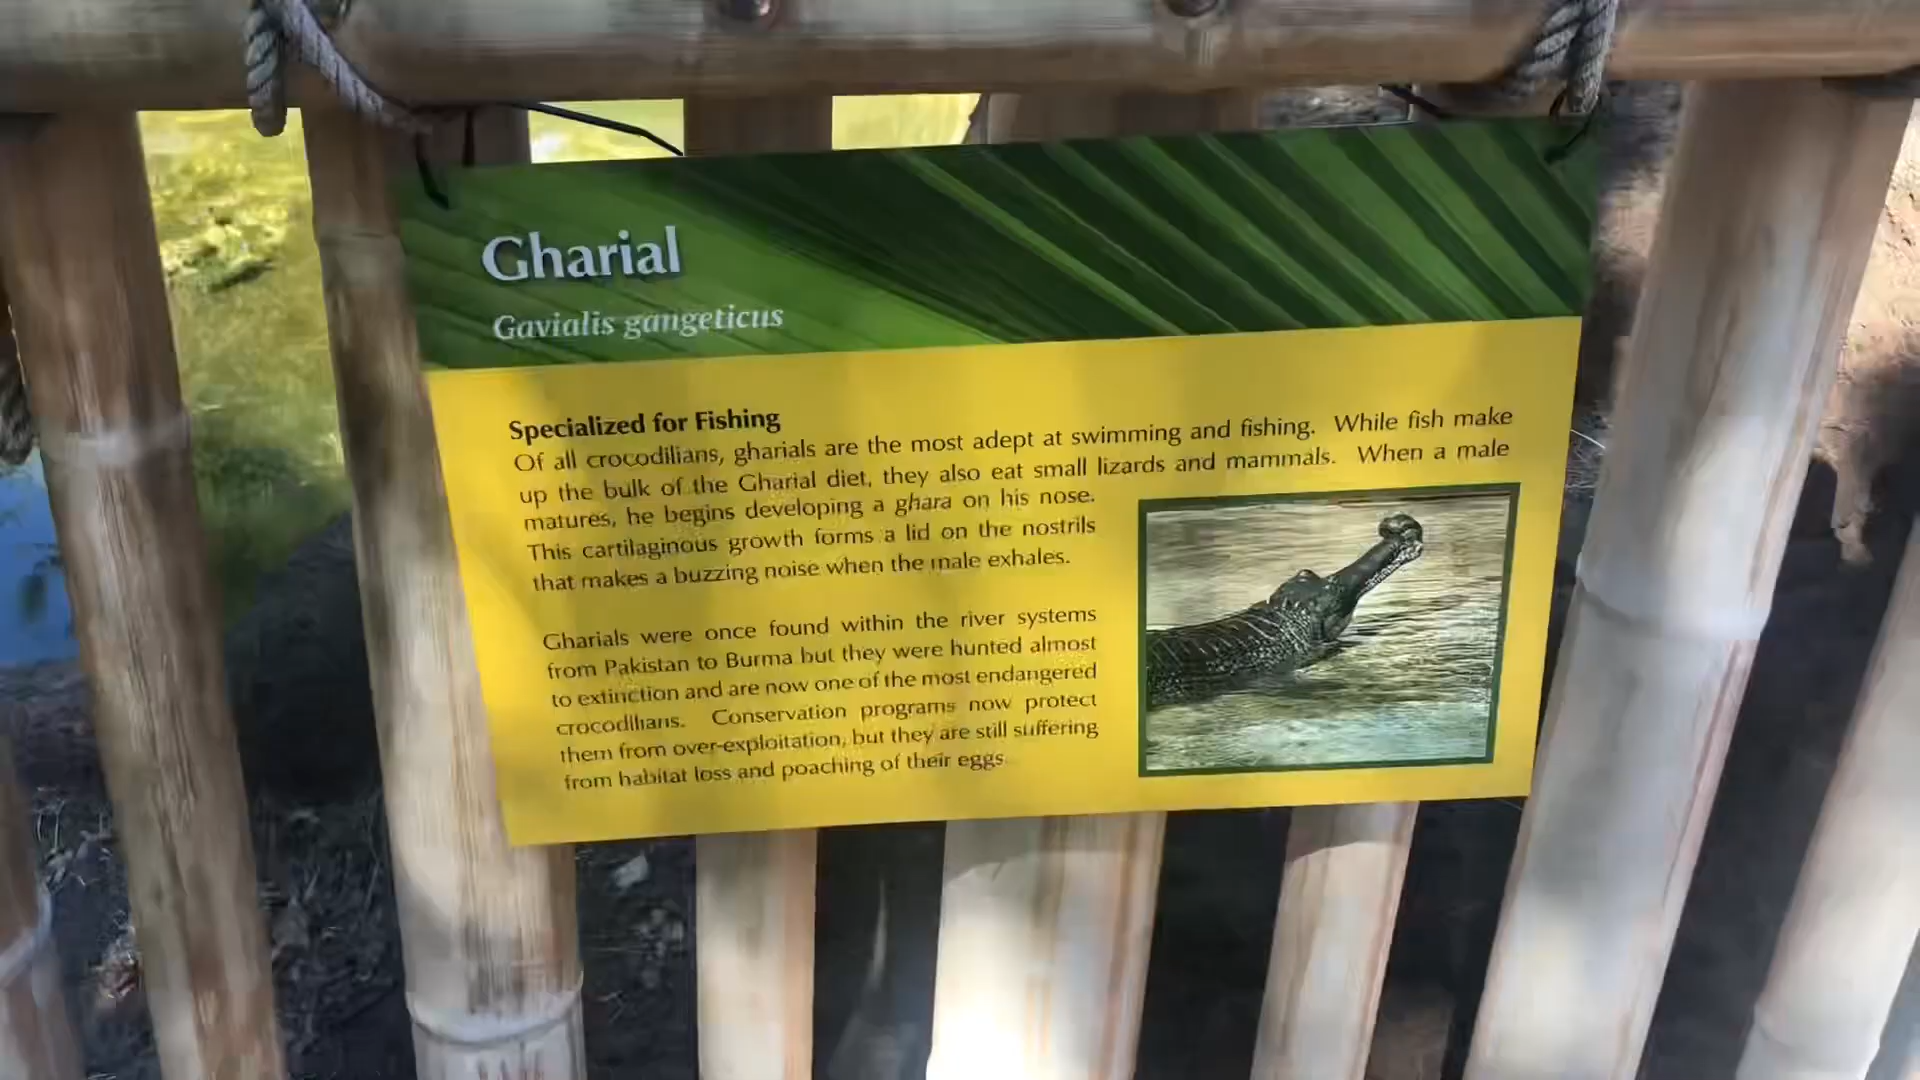 Gharial
Gavialis gangeticus
Specialized for Fishing
Of all crocodilians, gharials are the most adept at swimming and fishing. While fish make
up the bulk of the Gharial diet, they also eat small lizards and mammals. When a male
matures, he begins developing a ghara on his nose.
This cartilaginous growth forms a lid on the nostrils
that makes a buzzing noise when the male exhales.
Gharials were once found within the river systems
from Pakistan to Burma but they were hunted almost
to extinction and are now one of the most endangered
crocodilians. Conservation programs now protect
them from over-exploitation, but they are still suffering
from habitat loss and poaching of their eggs